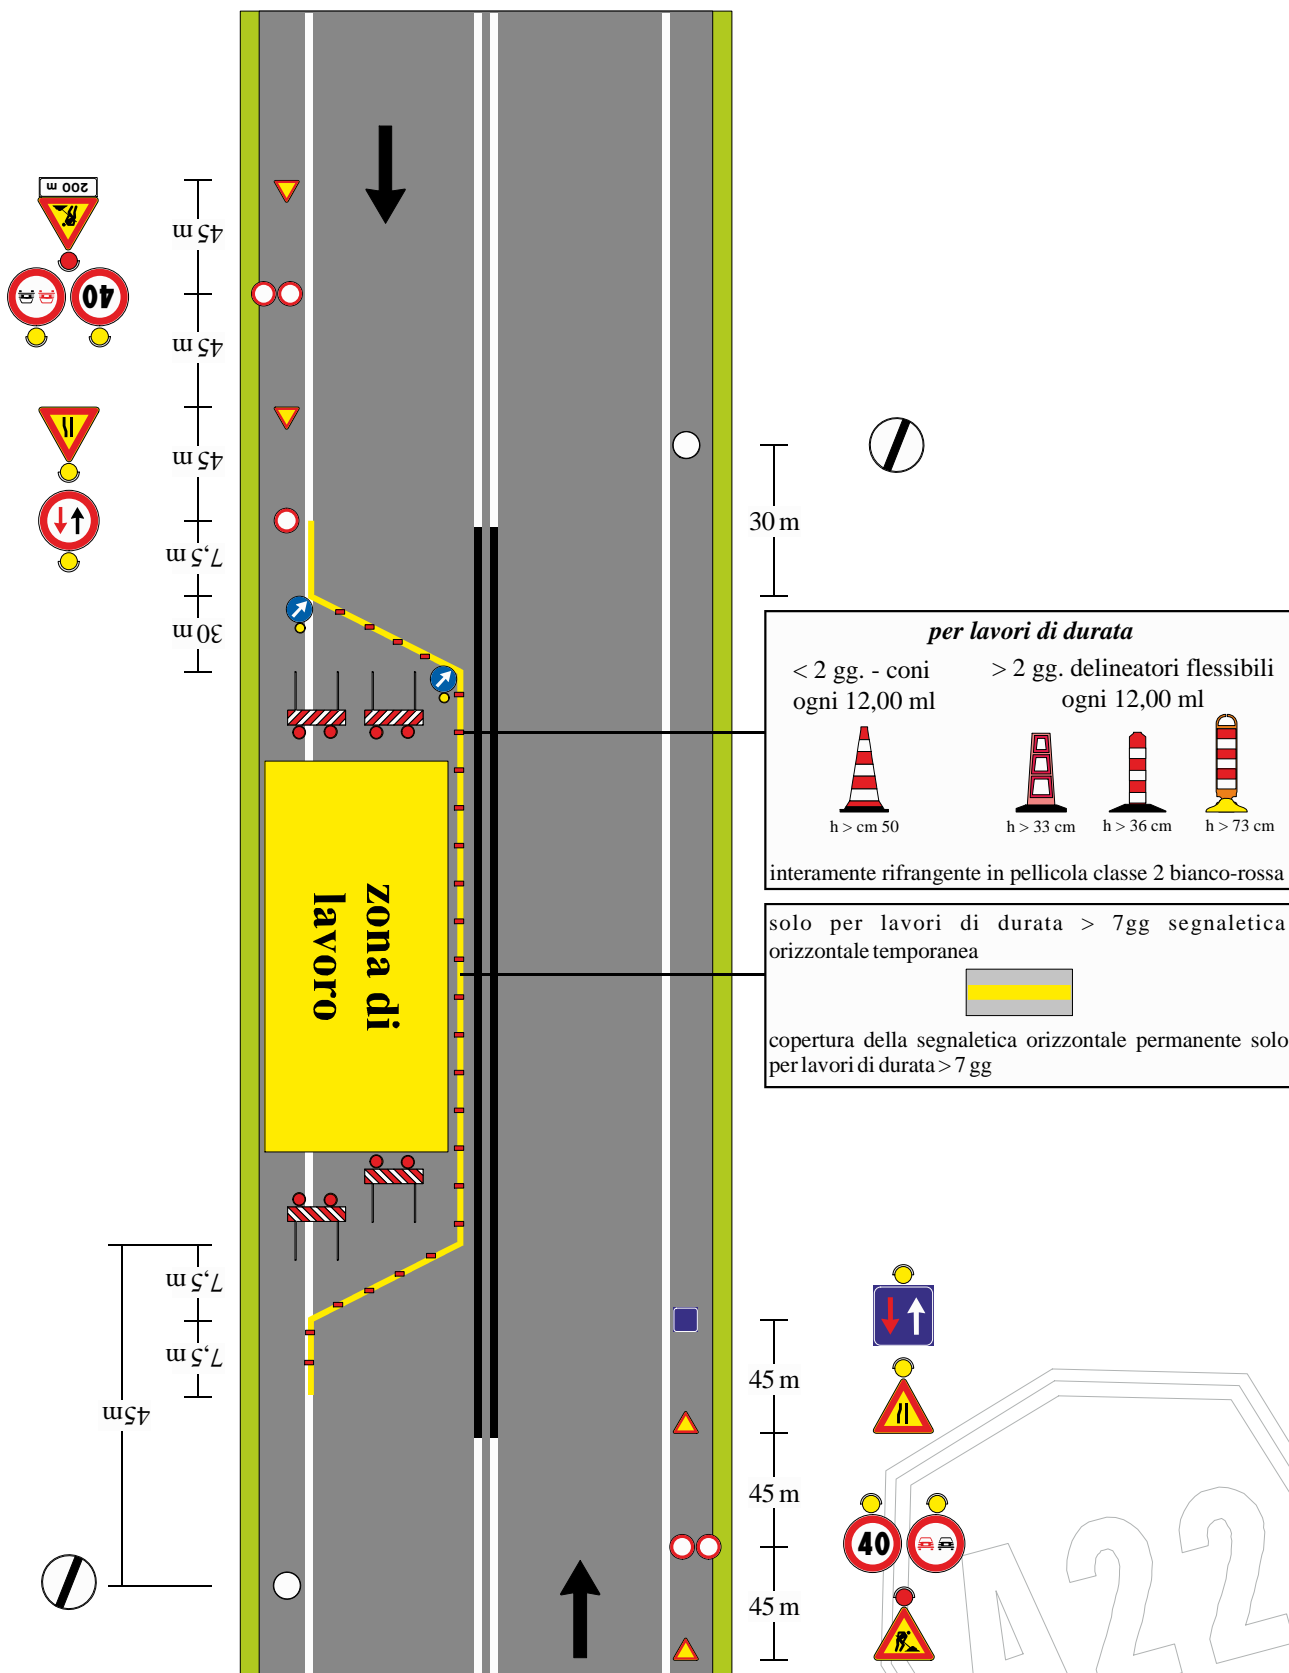 200 m
45 m
40
45 m
45 m
7,5 m
30 m
30 m
per lavori di durata
< 2 gg. - coni
ogni 12,00 ml
> 2 gg. delineatori flessibili
ogni 12,00 ml
h > cm 50
h > 33 cm
h > 36 cm
h > 73 cm
interamente rifrangente in pellicola classe 2 bianco-rossa
zona di
lavoro
solo per lavori di durata > 7gg segnaletica
orizzontale temporanea
copertura della segnaletica orizzontale permanente solo
per lavori di durata > 7 gg
7,5 m
7,5 m
45m
45 m
45 m
40
45 m
A22